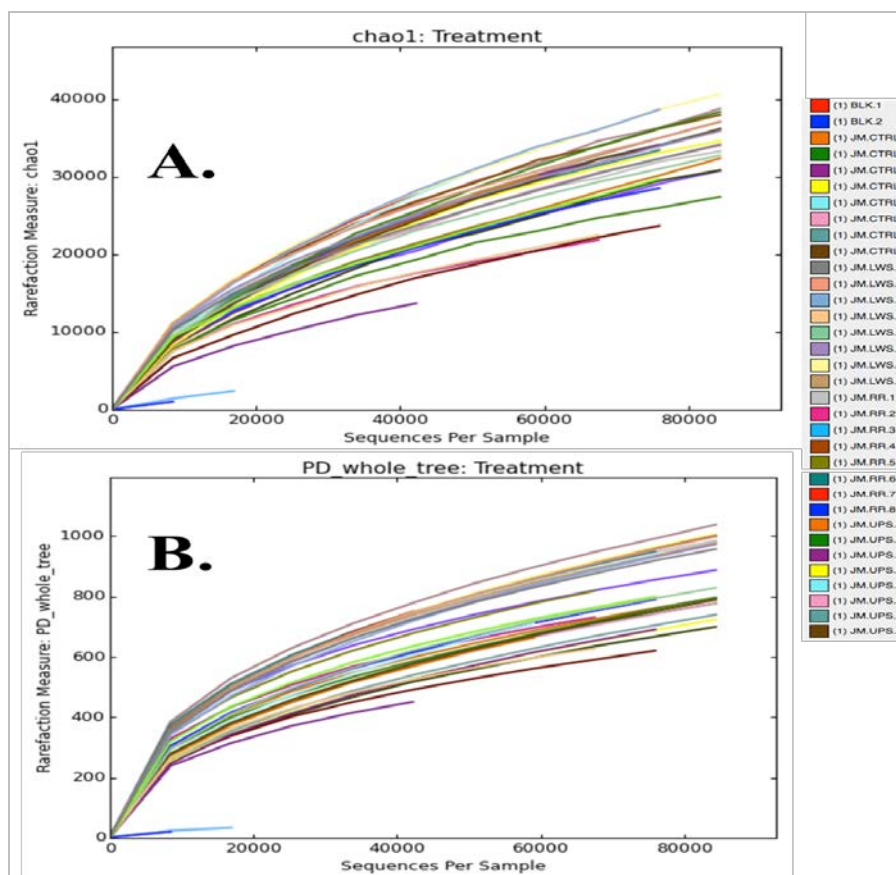 chao1: Treatment
A.
Rarefaction Measure: chao1
40000
30000
20000
10000
0
0 20000 40000 60000 80000
Sequences Per Sample
PD_whole_tree: Treatment
B.
Rarefaction Measure: PD_whole_tree
1000
800
600
400
200
0
0 20000 40000 60000 80000
Sequences Per Sample
(1) BLK.1
(1) BLK.2
(1) JM.CTRL
(1) JM.CTRL
(1) JM.CTRL
(1) JM.CTRL
(1) JM.CTRL
(1) JM.CTRL
(1) JM.CTRL
(1) JM.CTRL
(1) JM.LWS.
(1) JM.LWS.
(1) JM.LWS.
(1) JM.LWS.
(1) JM.LWS.
(1) JM.LWS.
(1) JM.LWS.
(1) JM.LWS.
(1) JM.RR.1
(1) JM.RR.2
(1) JM.RR.3
(1) JM.RR.4
(1) JM.RR.5
(1) JM.RR.6
(1) JM.RR.7
(1) JM.RR.8
(1) JM.UPS.
(1) JM.UPS.
(1) JM.UPS.
(1) JM.UPS.
(1) JM.UPS.
(1) JM.UPS.
(1) JM.UPS.
(1) JM.UPS.